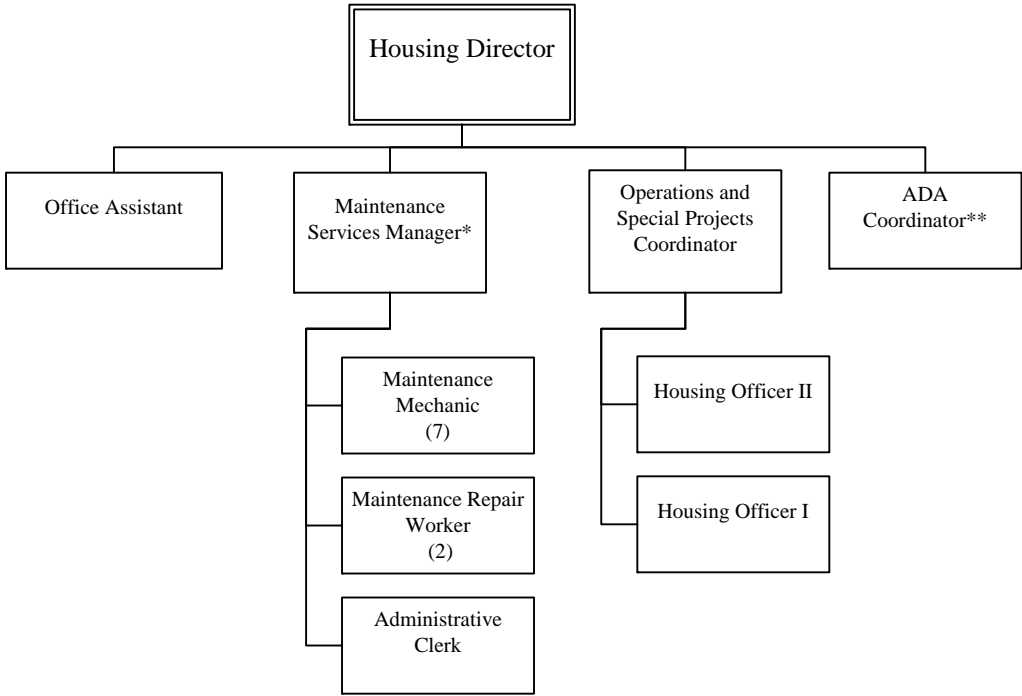 Housing Director
Office Assistant
Maintenance
Services Manager*
Operations and
Special Projects
Coordinator
ADA
Coordinator**
Maintenance
Mechanic
(7)
Maintenance Repair
Worker
(2)
Administrative
Clerk
Housing Officer II
Housing Officer I